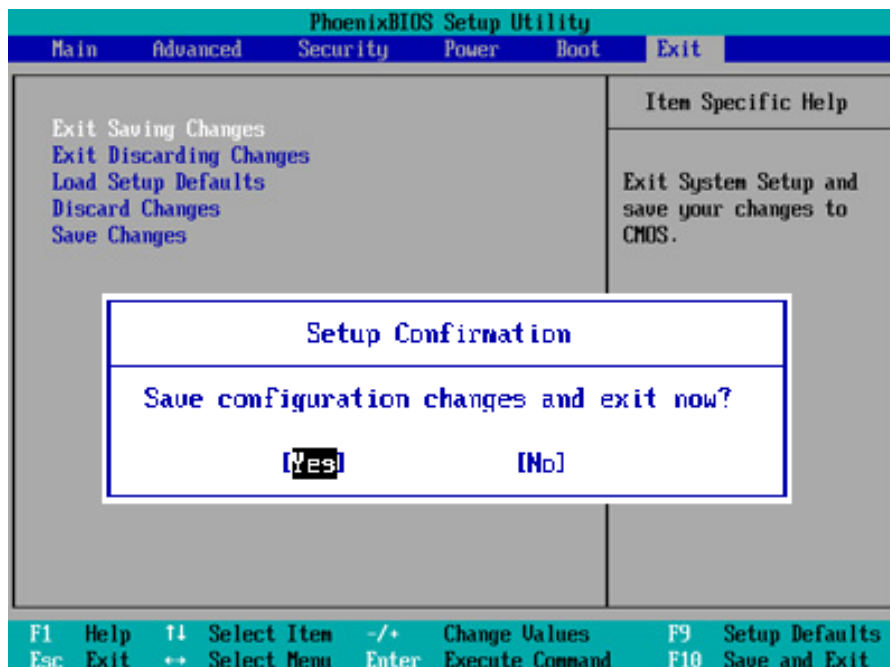 PhoenixBIOS Setup Utility
Main Advanced Security Power Boot Exit
Item Specific Help
Exit Saving Changes
Exit Discarding Changes
Load Setup Defaults
Discard Changes
Save Changes
Exit System Setup and
save your changes to
CMOS.
Setup Confirmation
Save configuration changes and exit now?
[Yes] [No]
F1 Help ↑↓ Select Item -/+ Change Values F9 Setup Defaults
Esc Exit ↔ Select Menu Enter Execute Command F10 Save and Exit